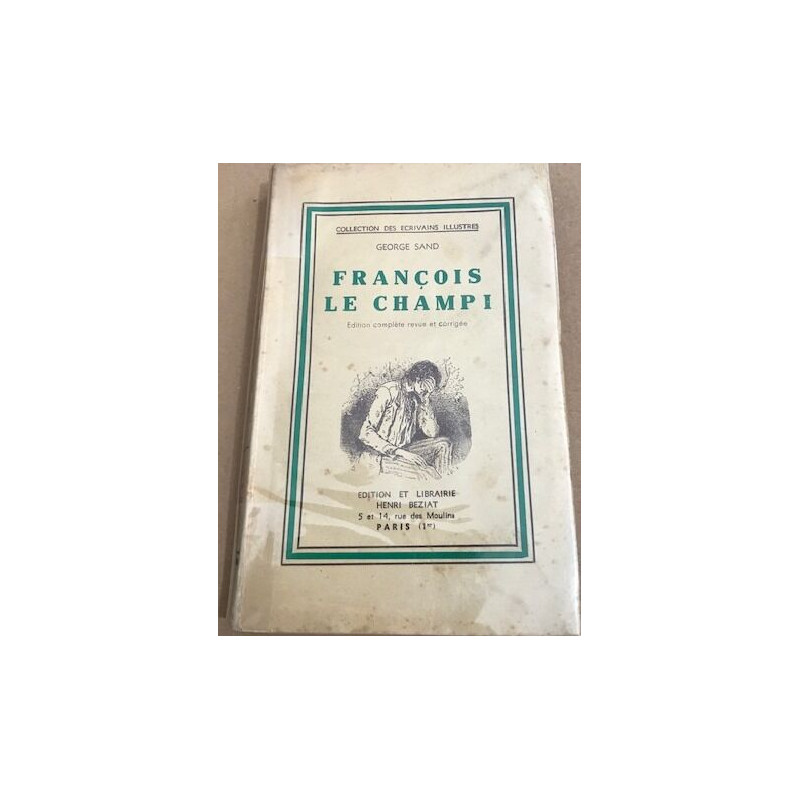 COLLECTION DES ECRIVAINS ILLUSTRES
GEORGE SAND
FRANÇOIS
LE CHAMPI
Edition complète revue et corrigée
EDITION ET LIBRAIRIE
HENRI BEZIAT
5 et 14, rue des Moulins
PARIS (1er)